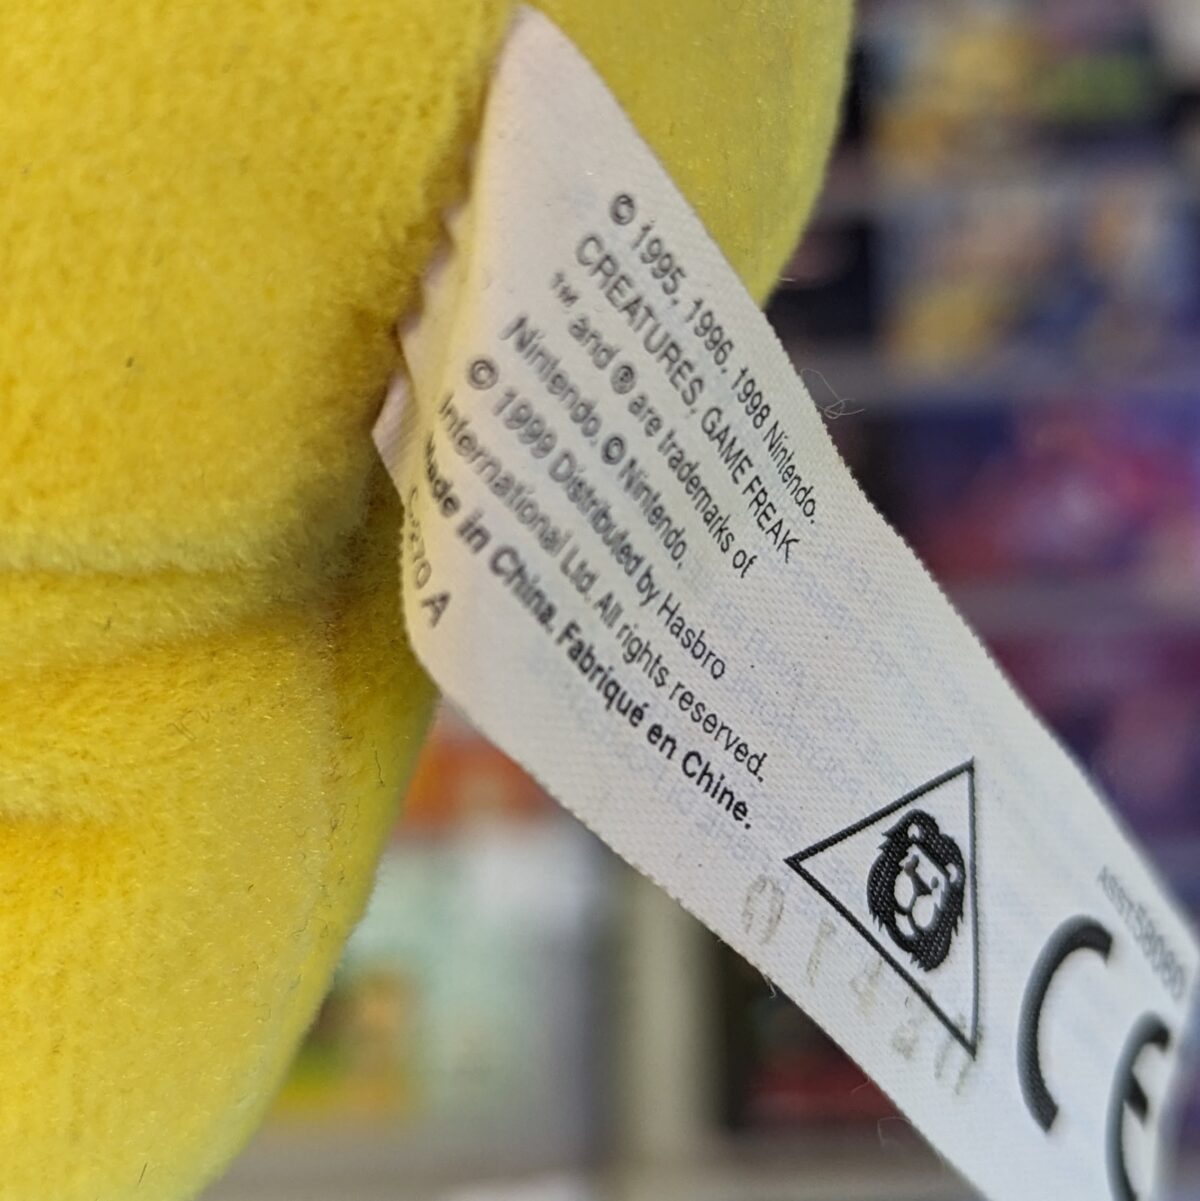 © 1995, 1996, 1998 Nintendo.
CREATURES, GAME FREAK
™ and ® are trademarks of
Nintendo. © Nintendo.
© 1999 Distributed by Hasbro
International Ltd. All rights reserved.
Made in China. Fabriqué en Chine.
A
CE